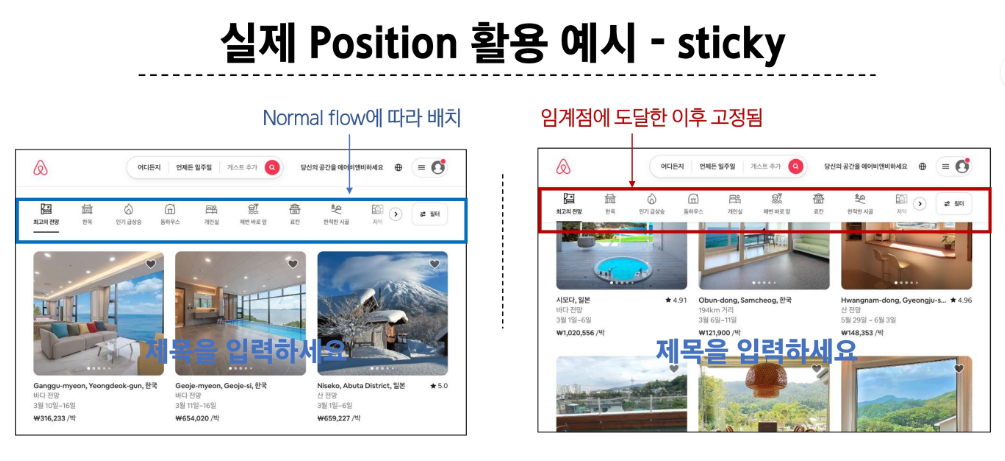 실제 Position 활용 예시 - sticky
Normal flow에 따라 배치
어디든지 언제든 일주일 게스트 추가
당신의 공간을 에어비앤비하세요
최고의 전망 한옥 인기 급상승 돔하우스 개인실 해변 바로 앞 료칸 한적한 시골 저택 필터
제목을 입력하세요
Ganggu-myeon, Yeongdeok-gun, 한국
바다 전망
3월 10일~16일
₩316,233 /박
Geoje-myeon, Geoje-si, 한국
바다 전망
3월 11일~16일
₩654,020 /박
Niseko, Abuta District, 일본 ★ 5.0
산 전망
3월 1일~6일
₩659,227 /박
임계점에 도달한 이후 고정됨
어디든지 언제든 일주일 게스트 추가
당신의 공간을 에어비앤비하세요
최고의 전망 한옥 인기 급상승 돔하우스 개인실 해변 바로 앞 료칸 한적한 시골 저택 필터
시모다, 일본 ★ 4.91
바다 전망
3월 1일~6일
₩1,020,556 /박
Obun-dong, Samcheog, 한국
194km 거리
3월 6일~11일
₩121,900 /박
Hwangnam-dong, Gyeongju-s... ★ 4.96
산 전망
5월 29일 ~ 6월 3일
₩148,353 /박
제목을 입력하세요